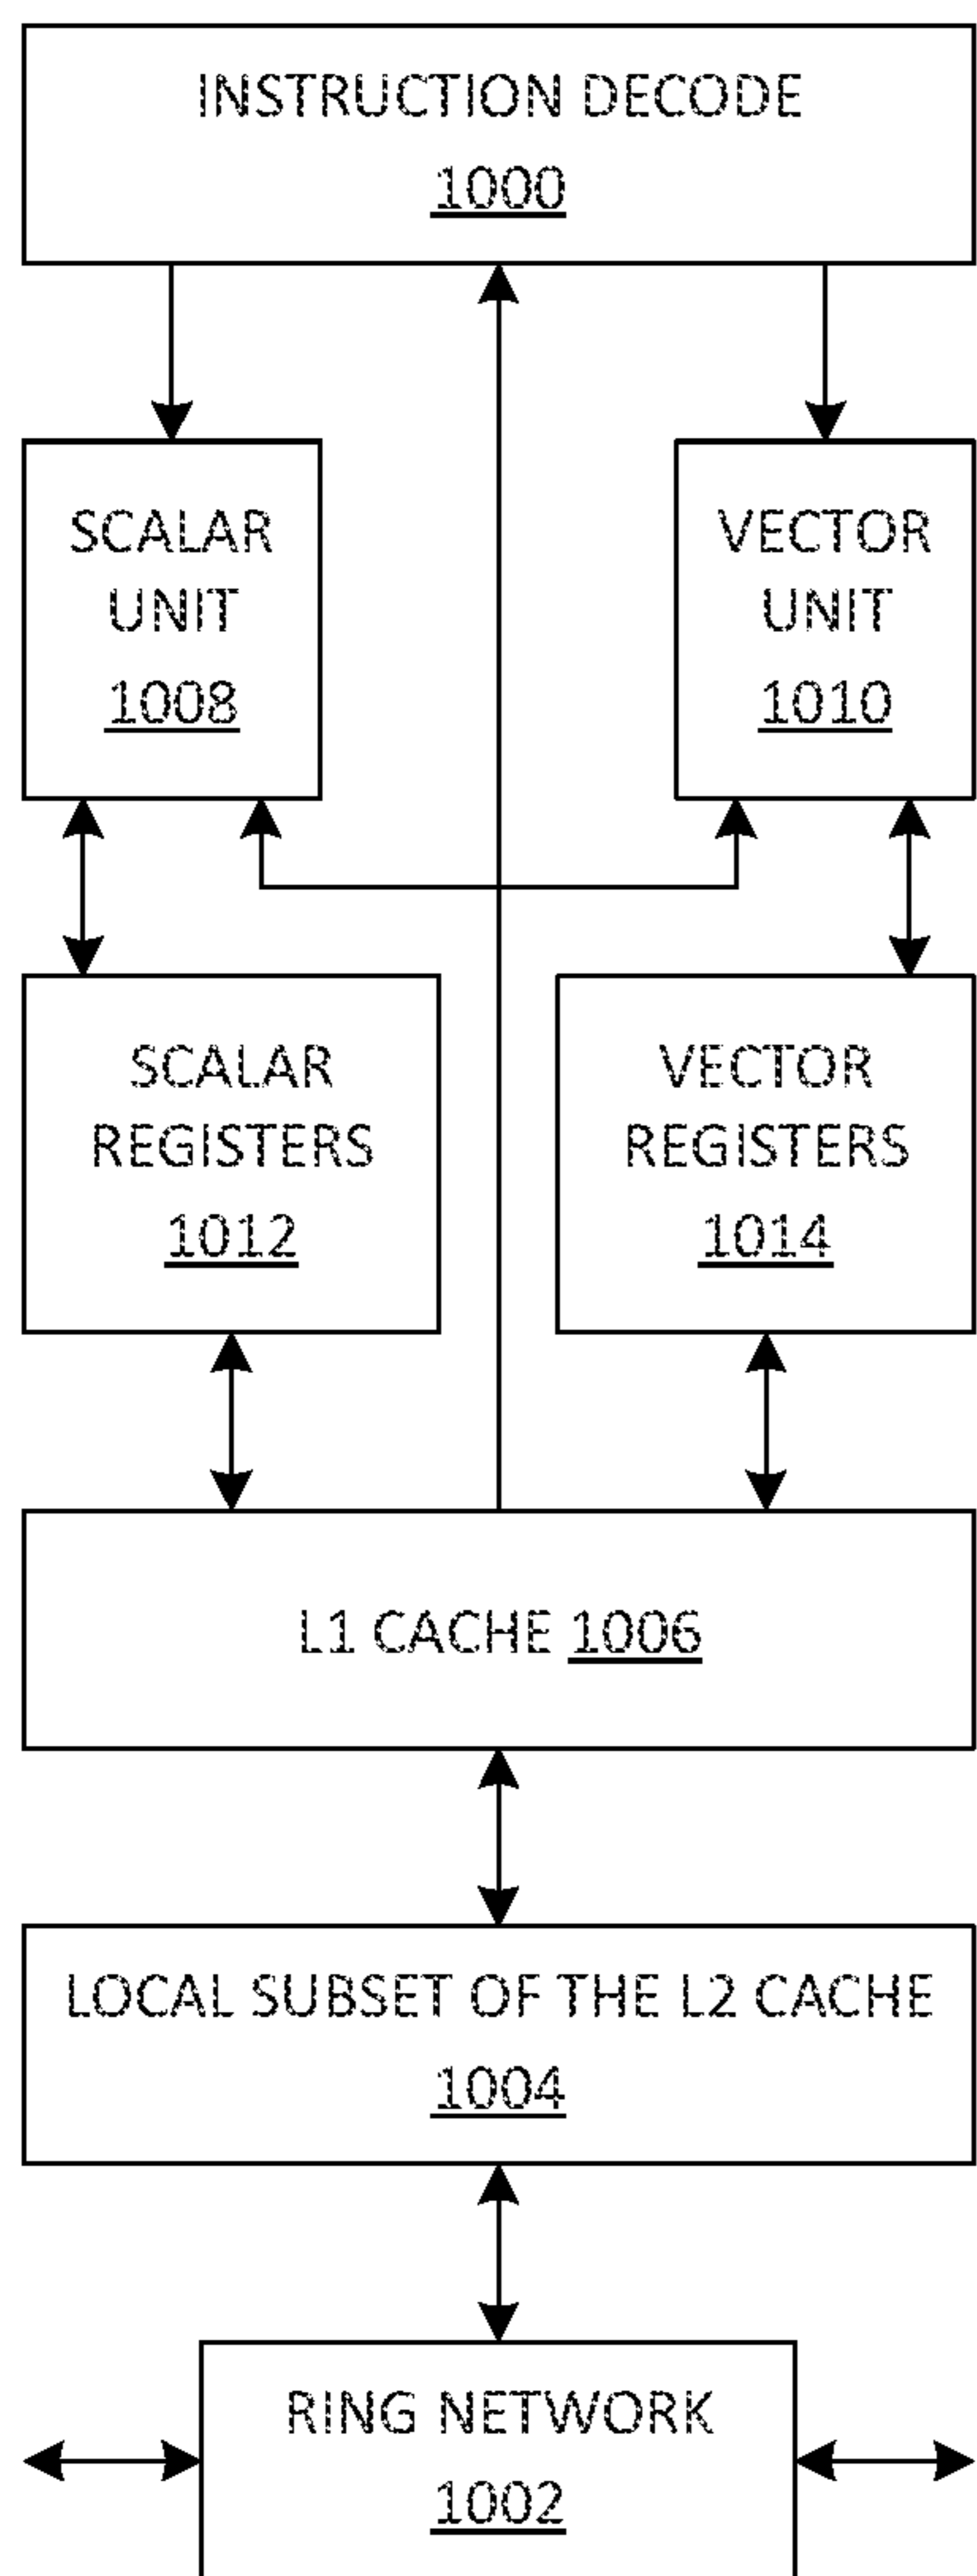 INSTRUCTION DECODE
1000
SCALAR
UNIT
1008
VECTOR
UNIT
1010
SCALAR
REGISTERS
1012
VECTOR
REGISTERS
1014
L1 CACHE 1006
LOCAL SUBSET OF THE L2 CACHE
1004
RING NETWORK
1002